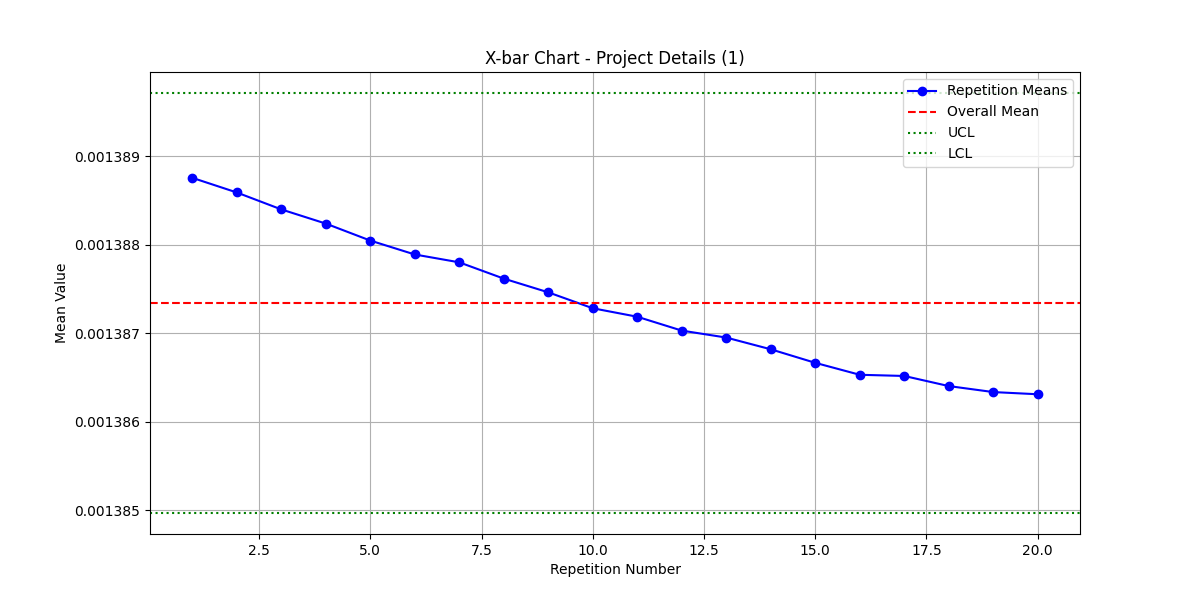 X-bar Chart - Project Details (1)
Repetition Means
Overall Mean
UCL
LCL
Mean Value
0.001389
0.001388
0.001387
0.001386
0.001385
2.5 5.0 7.5 10.0 12.5 15.0 17.5 20.0
Repetition Number